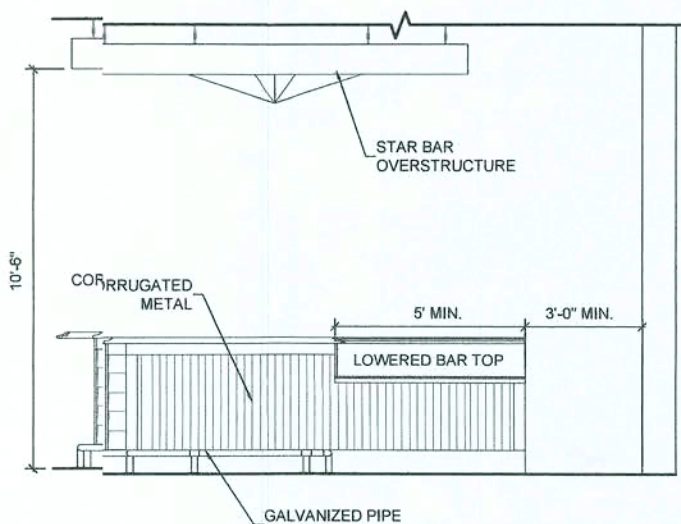 STAR BAR
OVERSTRUCTURE
10'-6"
CORRUGATED
METAL
5' MIN.
3'-0" MIN.
LOWERED BAR TOP
GALVANIZED PIPE